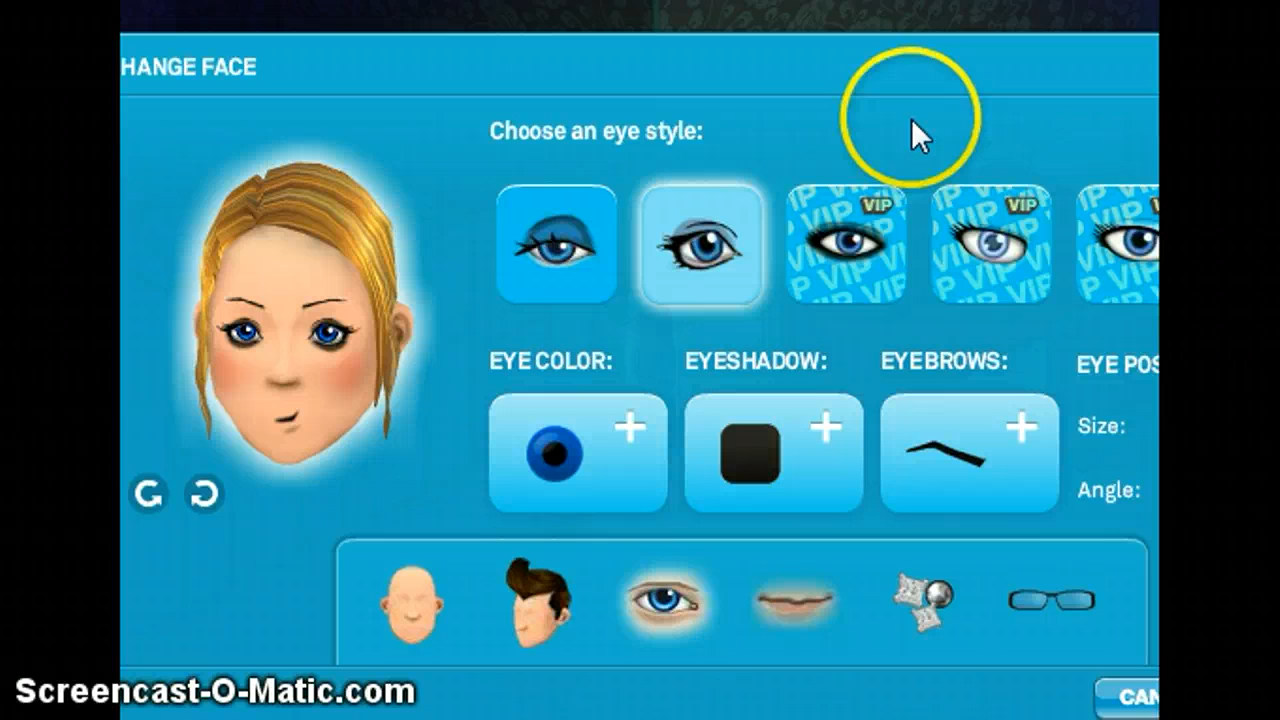 HANGE FACE
Choose an eye style:
VIP VIP VIP
EYE COLOR: EYESHADOW: EYEBROWS: EYE POS
Size:
Angle:
CAN
Screencast-O-Matic.com